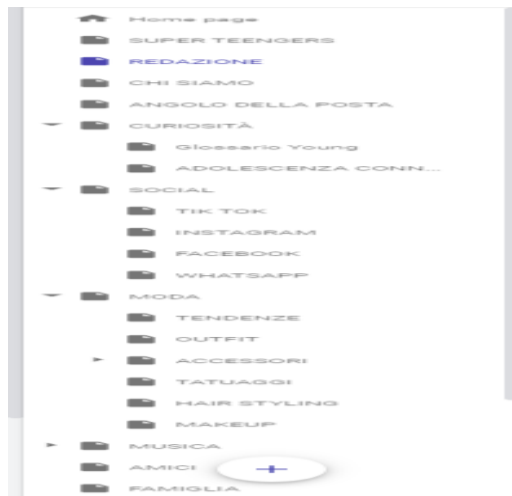 Home page
SUPER TEENGERS
REDAZIONE
CHI SIAMO
ANGOLO DELLA POSTA
CURIOSITÀ
Glossario Young
ADOLESCENZA CONN...
SOCIAL
TIK TOK
INSTAGRAM
FACEBOOK
WHATSAPP
MODA
TENDENZE
OUTFIT
ACCESSORI
TATUAGGI
HAIR STYLING
MAKEUP
MUSICA
AMICI
FAMIGLIA